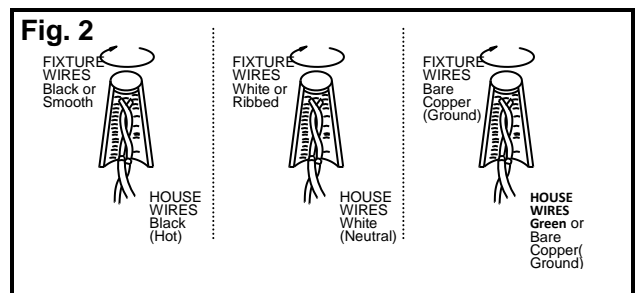 Fig. 2
FIXTURE
WIRES
Black or
Smooth
HOUSE
WIRES
Black
(Hot)
FIXTURE
WIRES
White or
Ribbed
HOUSE
WIRES
White
(Neutral)
FIXTURE
WIRES
Bare
Copper
(Ground)
HOUSE
WIRES
Green or
Bare
Copper(
Ground)